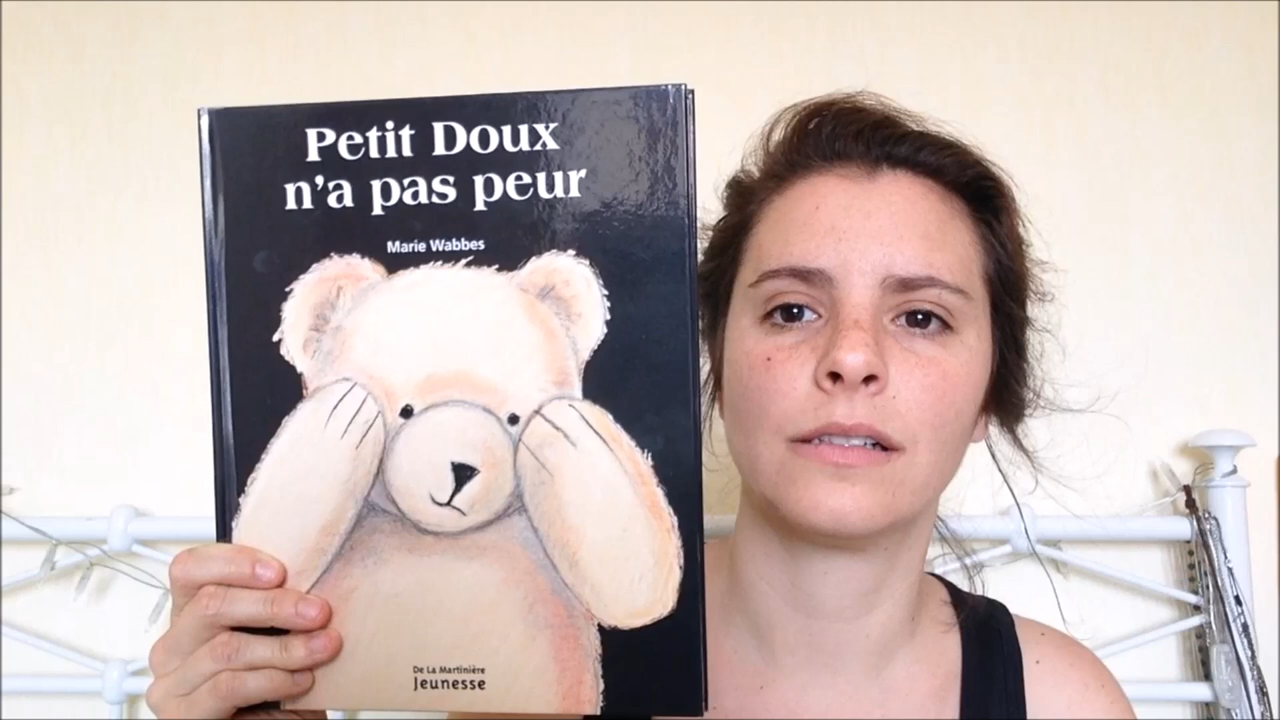 Petit Doux
n'a pas peur
Marie Wabbes
De La Martinière
Jeunesse